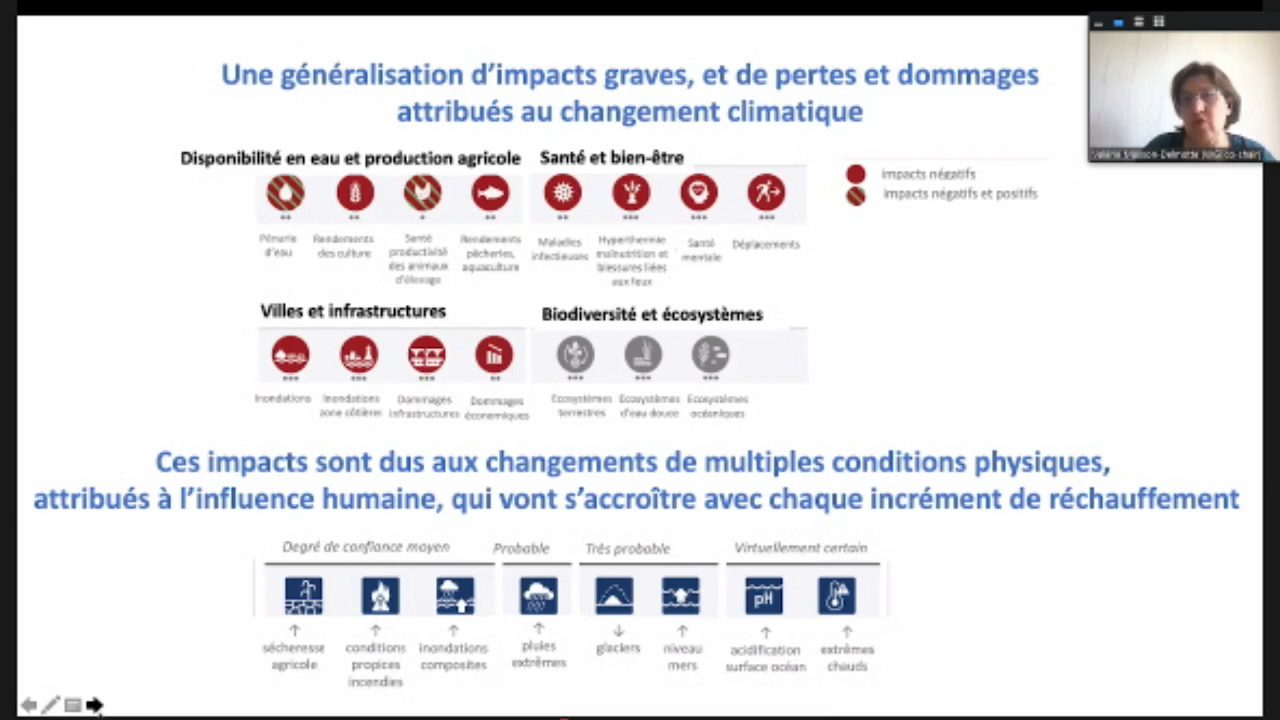 Une généralisation d'impacts graves, et de pertes et dommages
attribués au changement climatique
Disponibilité en eau et production agricole
Santé et bien-être
impacts négatifs
impacts négatifs et positifs
Pénurie
d'eau
Rendements
des culture
Santé
productivité
des animaux
d'élevage
Rendements
pêcheries,
aquaculture
Maladies
infectieuses
Hyperthermie
malnutrition et
blessures liées
aux feux
Santé
mentale
Déplacements
Villes et infrastructures
Biodiversité et écosystèmes
Inondations
Inondations
zone côtière
Dommages
infrastructures
Dommages
économiques
Ecosystèmes
terrestres
Ecosystèmes
d'eau douce
Ecosystèmes
océaniques
Ces impacts sont dus aux changements de multiples conditions physiques,
attribués à l'influence humaine, qui vont s'accroître avec chaque incrément de réchauffement
Degré de confiance moyen
Probable
Très probable
Virtuellement certain
pH
sécheresse
agricole
conditions
propices
incendies
inondations
composites
pluies
extrêmes
glaciers
niveau
mers
acidification
surface océan
extrêmes
chauds